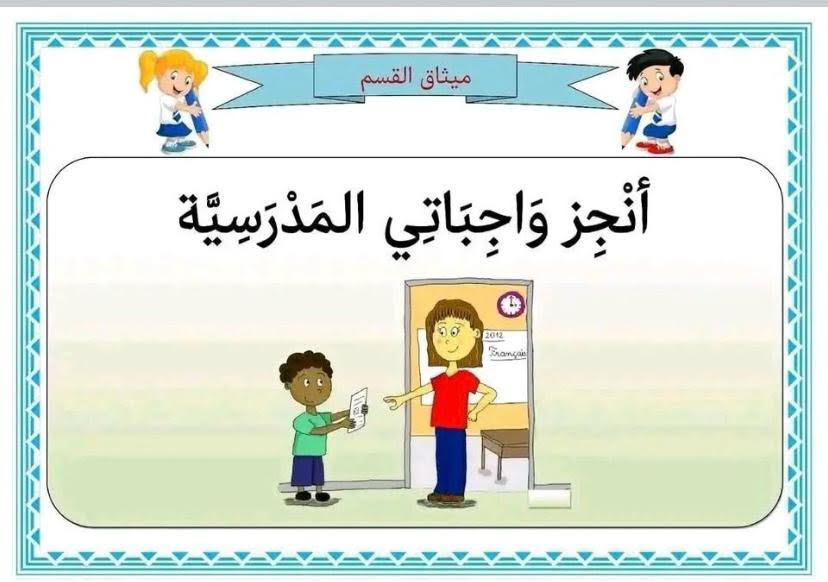 ميثاق القسم
أنْجِز وَاجِبَاتِي المَدْرَسِيَّة
2012
Français